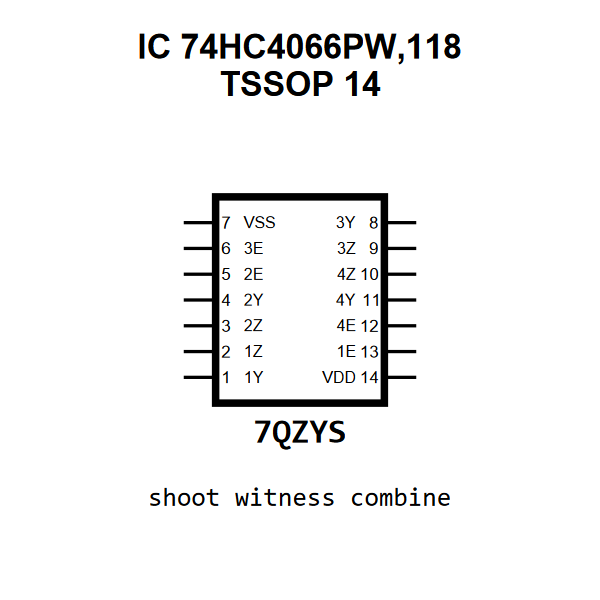 IC 74HC4066PW,118
TSSOP 14
7 VSS 3Y 8
6 3E 3Z 9
5 2E 4Z 10
4 2Y 4Y 11
3 2Z 4E 12
2 1Z 1E 13
1 1Y VDD 14
7QZYS
shoot witness combine